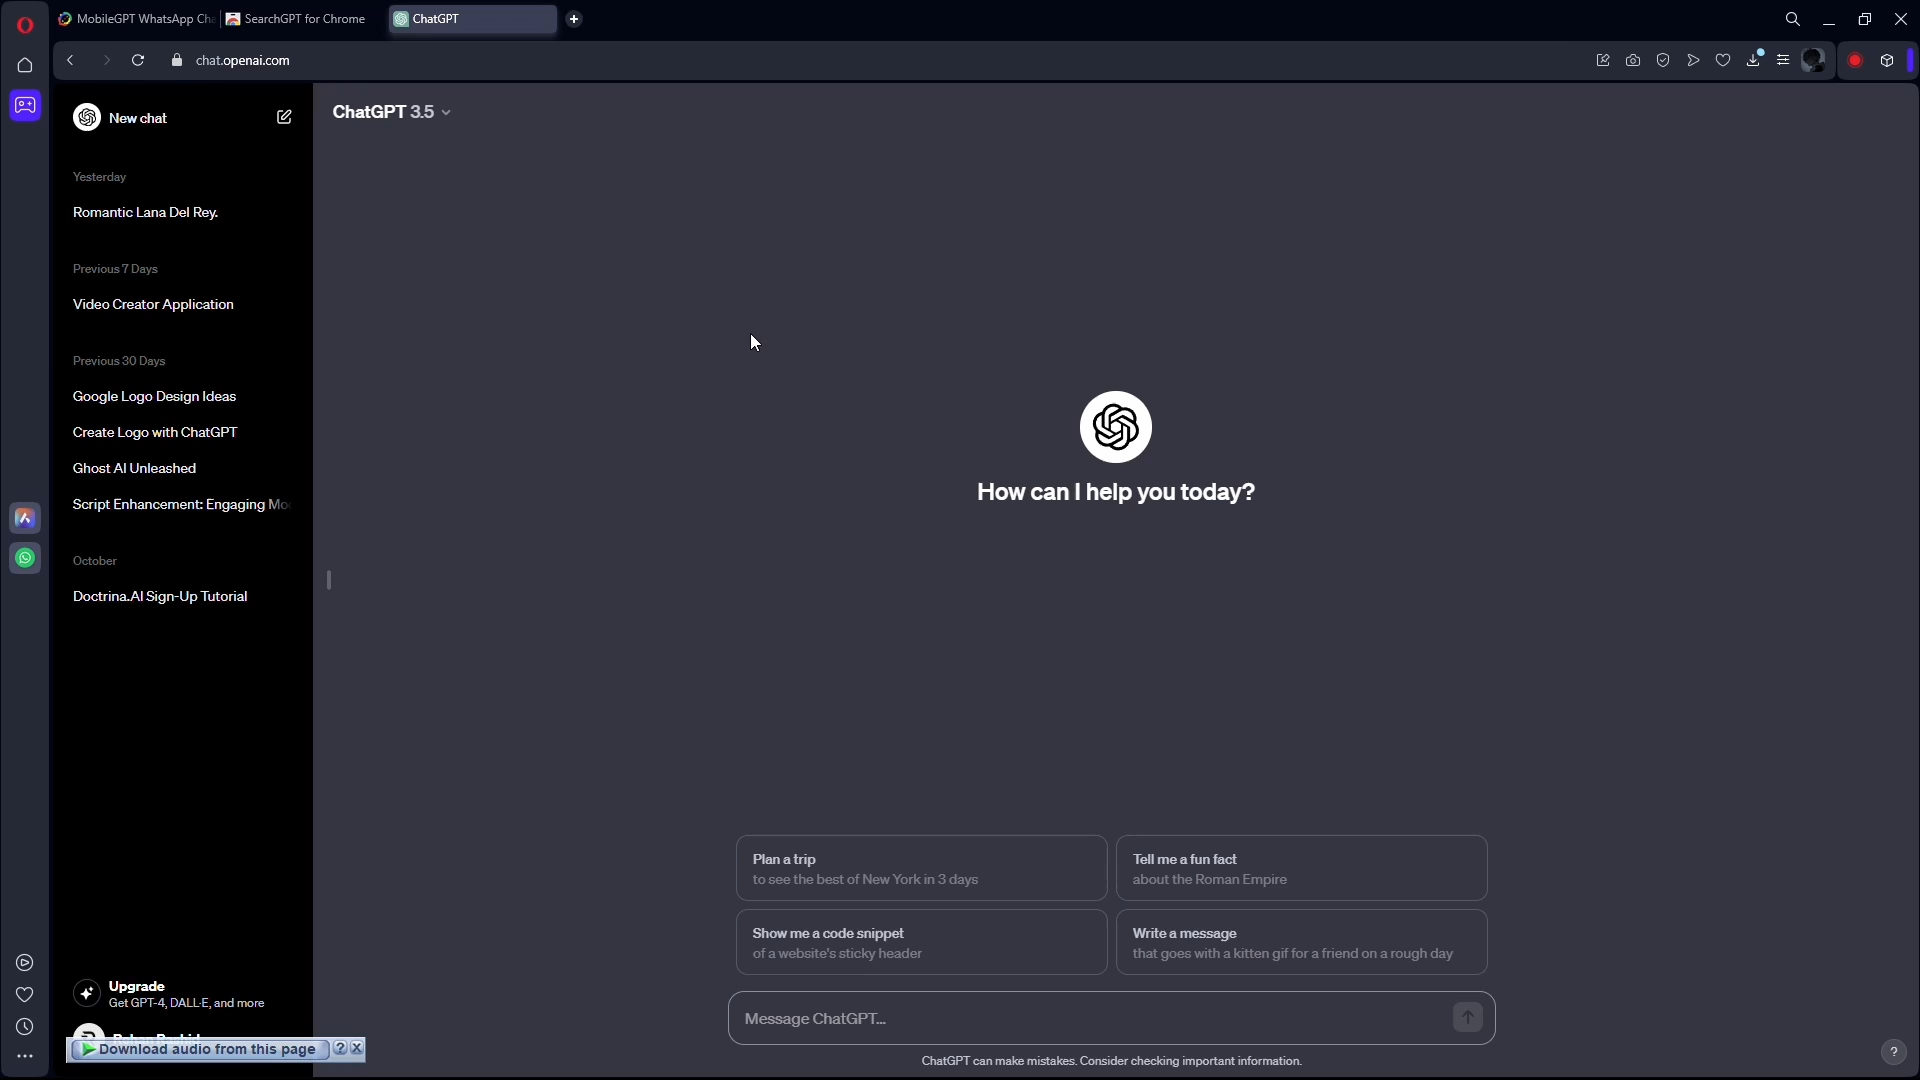 MobileGPT WhatsApp Cha
SearchGPT for Chrome
ChatGPT
chat.openai.com
New chat
Yesterday
Romantic Lana Del Rey.
Previous 7 Days
Video Creator Application
Previous 30 Days
Google Logo Design Ideas
Create Logo with ChatGPT
Ghost AI Unleashed
Script Enhancement: Engaging Mo
October
Doctrina.AI Sign-Up Tutorial
Upgrade
Get GPT-4, DALL·E, and more
Download audio from this page
ChatGPT 3.5
How can I help you today?
Plan a trip
to see the best of New York in 3 days
Tell me a fun fact
about the Roman Empire
Show me a code snippet
of a website's sticky header
Write a message
that goes with a kitten gif for a friend on a rough day
Message ChatGPT...
ChatGPT can make mistakes. Consider checking important information.
?